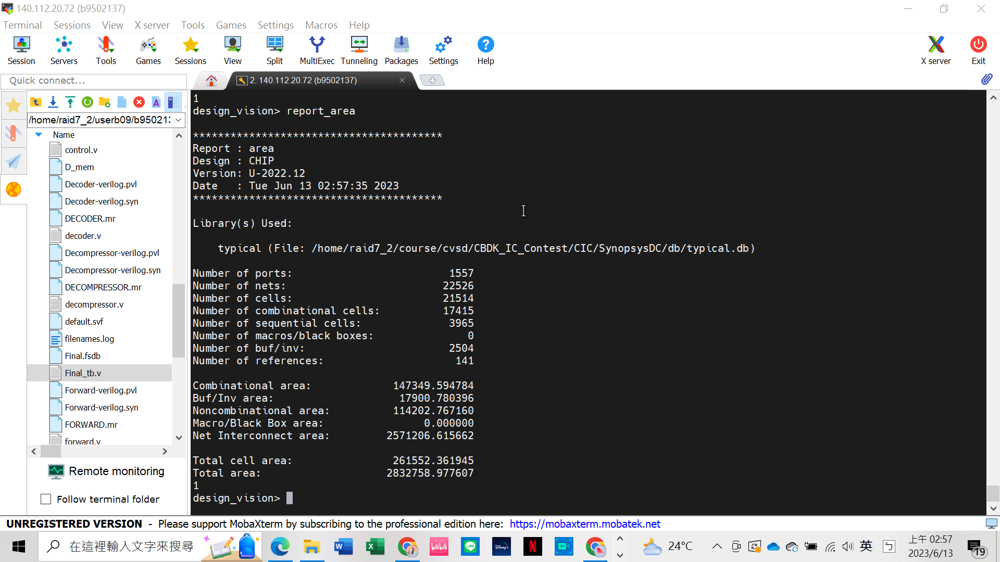 140.112.20.72 (b9502137)
Terminal Sessions View X server Tools Games Settings Macros Help
Session Servers Tools Games Sessions View Split MultiExec Tunneling Packages Settings Help X server Exit
Quick connect...
2. 140.112.20.72 (b9502137)
/home/raid7_2/userb09/b950213
Name
control.v
D_mem
Decoder-verilog.pvl
Decoder-verilog.syn
DECODER.mr
decoder.v
Decompressor-verilog.pvl
Decompressor-verilog.syn
DECOMPRESSOR.mr
decompressor.v
default.svf
filenames.log
Final.fsdb
Final_tb.v
Forward-verilog.pvl
Forward-verilog.syn
FORWARD.mr
forward.v
Remote monitoring
Follow terminal folder
1
design_vision> report_area
****************************************
Report : area
Design : CHIP
Version: U-2022.12
Date   : Tue Jun 13 02:57:35 2023
****************************************
Library(s) Used:
typical (File: /home/raid7_2/course/cvsd/CBDK_IC_Contest/CIC/SynopsysDC/db/typical.db)
Number of ports: 1557
Number of nets: 22526
Number of cells: 21514
Number of combinational cells: 17415
Number of sequential cells: 3965
Number of macros/black boxes: 0
Number of buf/inv: 2504
Number of references: 141
Combinational area: 147349.594784
Buf/Inv area: 17900.780396
Noncombinational area: 114202.767160
Macro/Black Box area: 0.000000
Net Interconnect area: 2571206.615662
Total cell area: 261552.361945
Total area: 2832758.977607
1
design_vision>
UNREGISTERED VERSION - Please support MobaXterm by subscribing to the professional edition here: https://mobaxterm.mobatek.net
在這裡輸入文字來搜尋
24°C
英
ㄅ
上午 02:57
2023/6/13
19